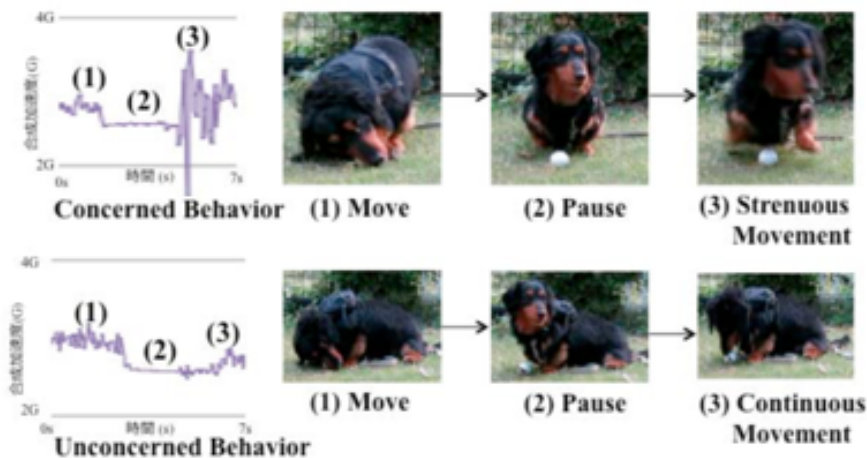 4G
合成加速度(G)
(1)
(2)
(3)
2G
0s
時間 (s)
7s
Concerned Behavior
(1) Move
(2) Pause
(3) Strenuous
Movement
4G
合成加速度(G)
(1)
(2)
(3)
2G
0s
時間 (s)
7s
Unconcerned Behavior
(1) Move
(2) Pause
(3) Continuous
Movement